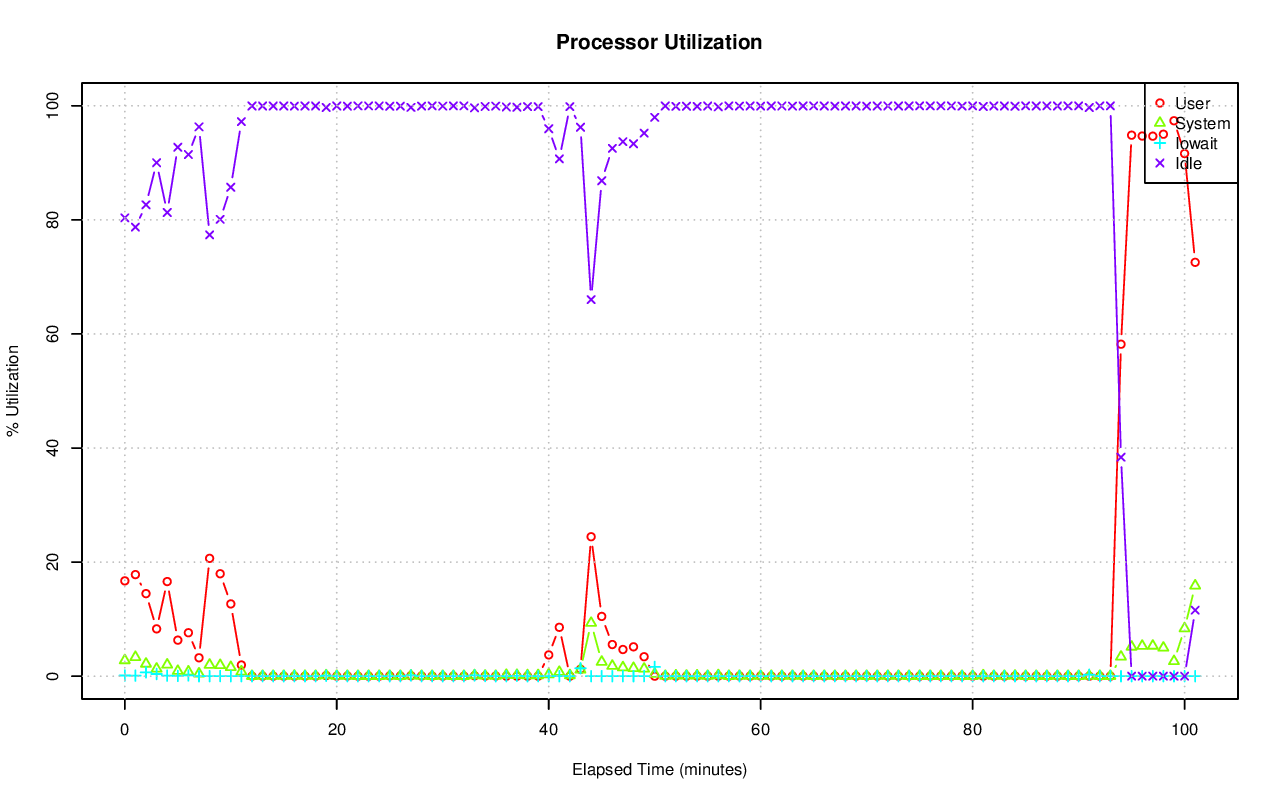 Processor Utilization
100
80
60
40
20
0
% Utilization
User
System
Iowait
Idle
0 20 40 60 80 100
Elapsed Time (minutes)